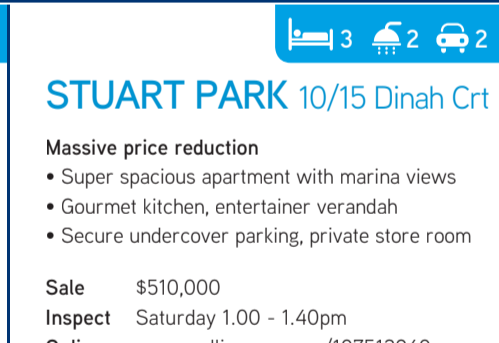 3 2 2
STUART PARK 10/15 Dinah Crt
Massive price reduction
• Super spacious apartment with marina views
• Gourmet kitchen, entertainer verandah
• Secure undercover parking, private store room
Sale $510,000
Inspect Saturday 1.00 - 1.40pm